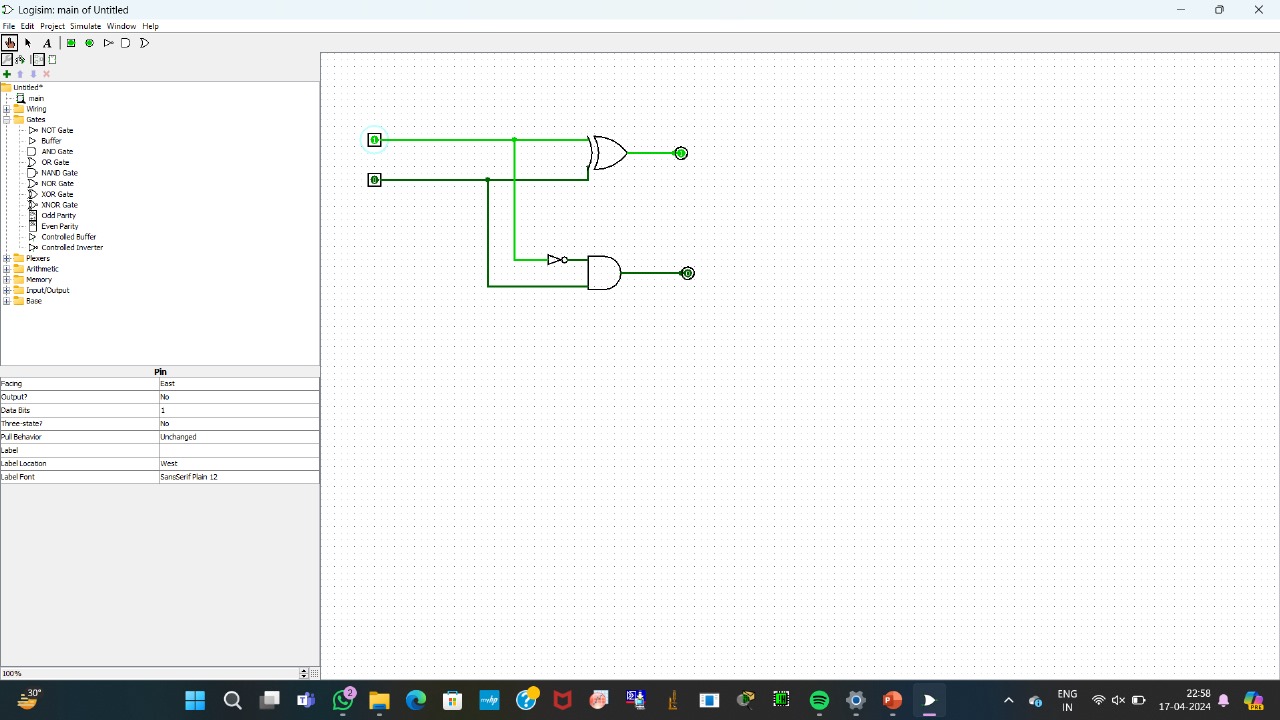 Logisim: main of Untitled
File Edit Project Simulate Window Help
A
Untitled*
main
Wiring
Gates
NOT Gate
Buffer
AND Gate
OR Gate
NAND Gate
NOR Gate
XOR Gate
XNOR Gate
Odd Parity
Even Parity
Controlled Buffer
Controlled Inverter
Plexers
Arithmetic
Memory
Input/Output
Base
1
1
0
0
Pin
Facing East
Output? No
Data Bits 1
Three-state? No
Pull Behavior Unchanged
Label
Label Location West
Label Font SansSerif Plain 12
100%
30°
2
ENG
IN
22:58
17-04-2024